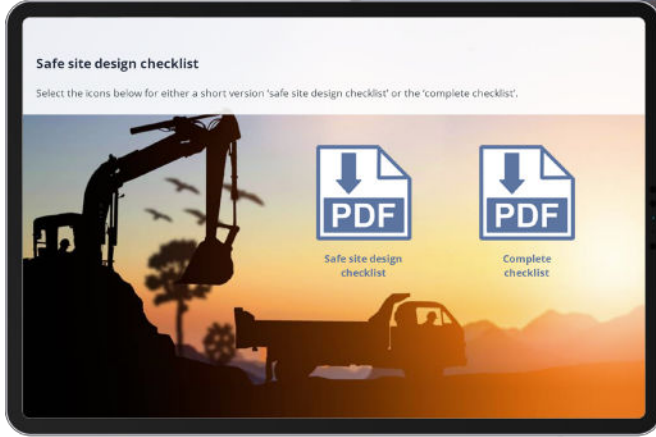 Safe site design checklist
Select the icons below for either a short version 'safe site design checklist' or the 'complete checklist'.
PDF
PDF
Safe site design
checklist
Complete
checklist